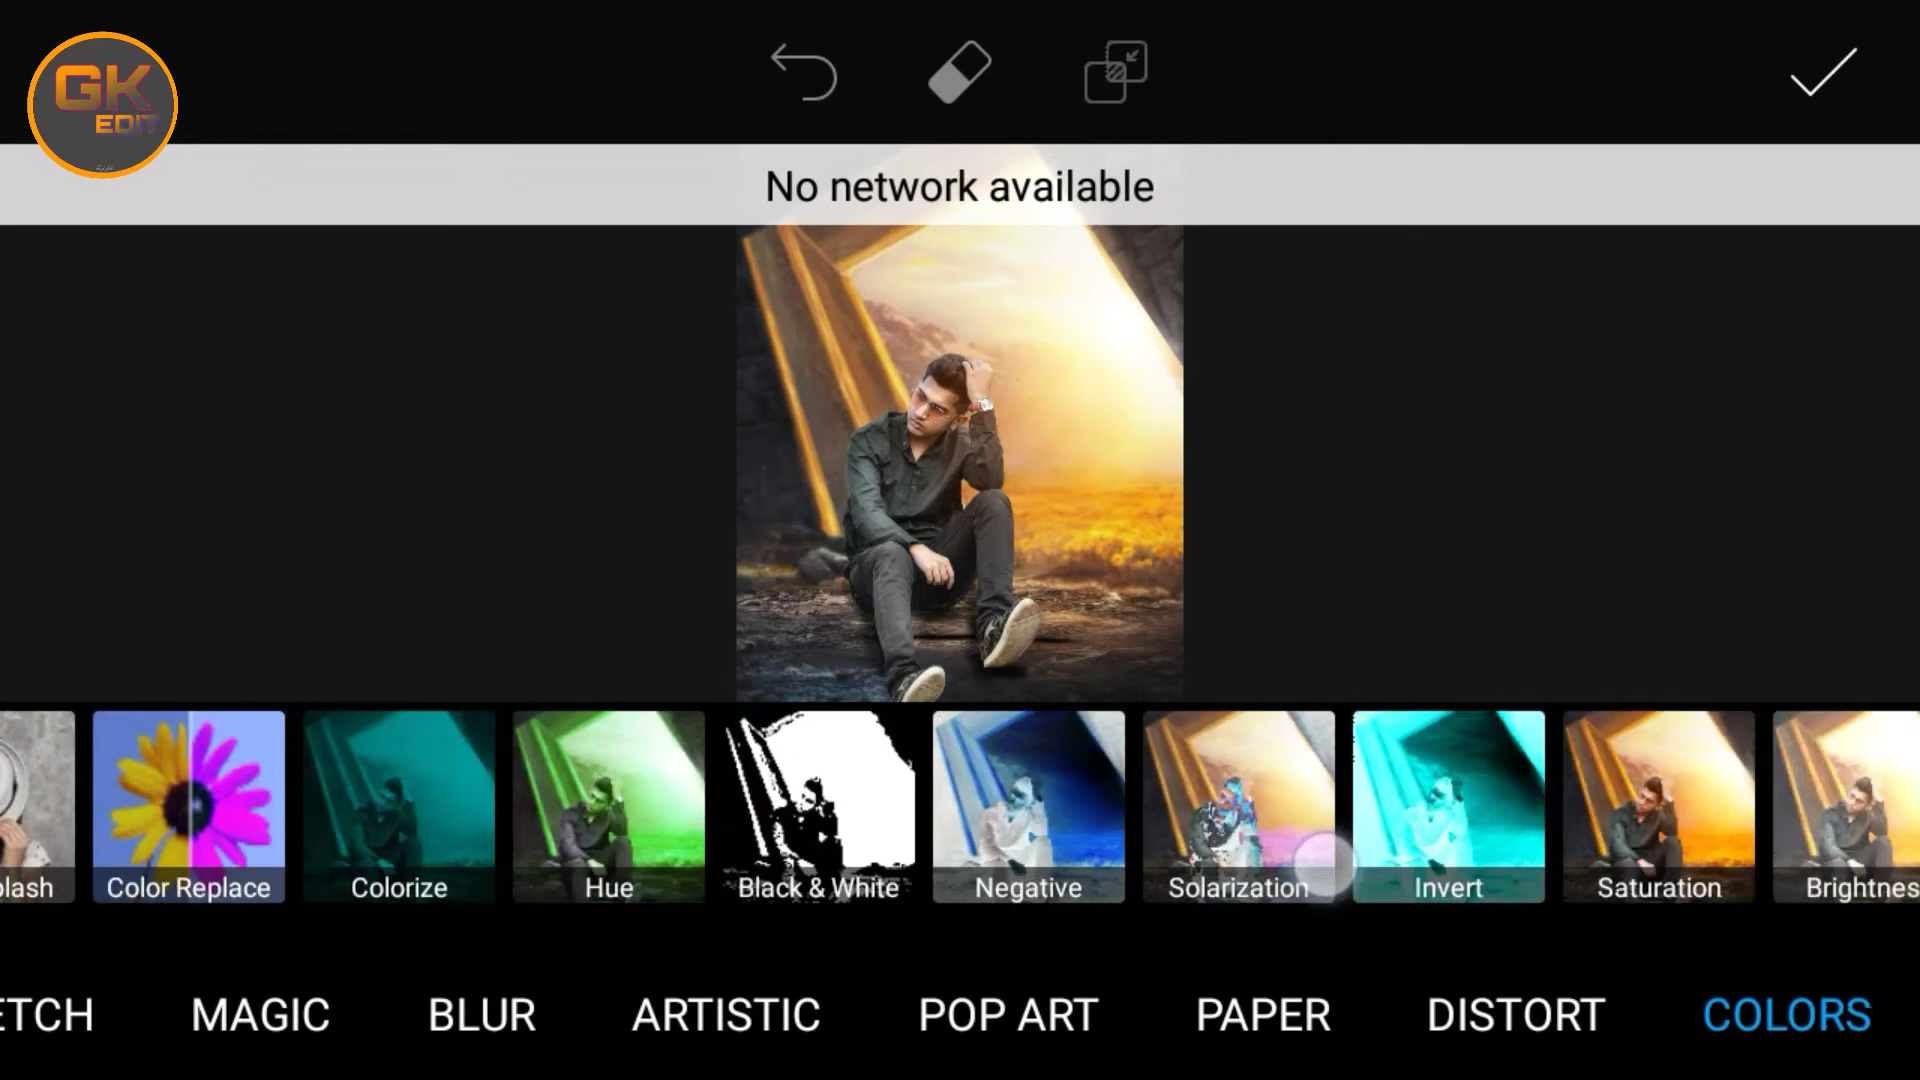 GK
EDIT
No network available
plash
Color Replace
Colorize
Hue
Black & White
Negative
Solarization
Invert
Saturation
Brightnes
ETCH
MAGIC
BLUR
ARTISTIC
POP ART
PAPER
DISTORT
COLORS